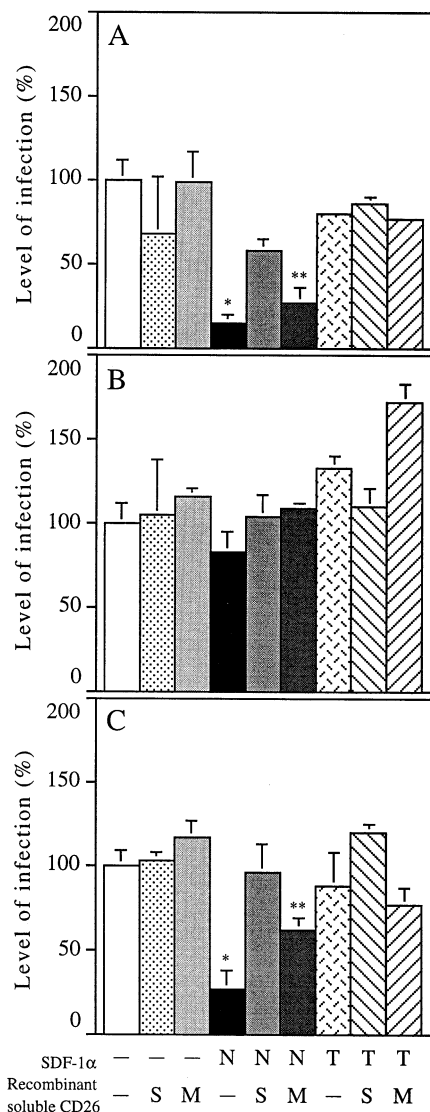 200
A
150
100
50
0
Level of infection (%)
*
**
200
B
150
100
50
0
Level of infection (%)
200
C
150
100
50
0
Level of infection (%)
*
**
SDF-1α — — — N N N T T T
Recombinant
soluble CD26 — S M — S M — S M